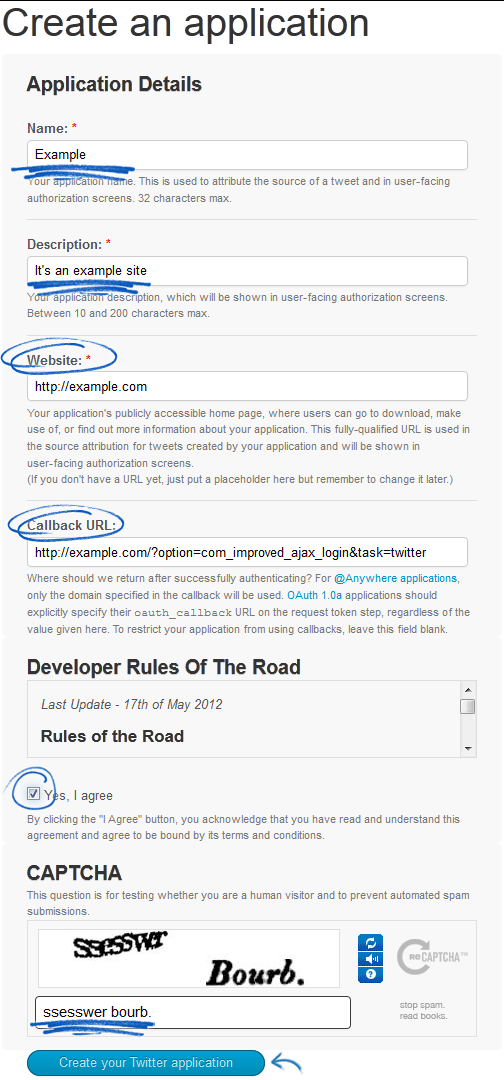 Create an application
Application Details
Name: *
Example
Your application name. This is used to attribute the source of a tweet and in user-facing
authorization screens. 32 characters max.
Description: *
It's an example site
Your application description, which will be shown in user-facing authorization screens.
Between 10 and 200 characters max.
Website: *
http://example.com
Your application's publicly accessible home page, where users can go to download, make
use of, or find out more information about your application. This fully-qualified URL is used in
the source attribution for tweets created by your application and will be shown in
user-facing authorization screens.
(If you don't have a URL yet, just put a placeholder here but remember to change it later.)
Callback URL:
http://example.com/?option=com_improved_ajax_login&task=twitter
Where should we return after successfully authenticating? For @Anywhere applications,
only the domain specified in the callback will be used. OAuth 1.0a applications should
explicitly specify their oauth_callback URL on the request token step, regardless of the
value given here. To restrict your application from using callbacks, leave this field blank.
Developer Rules Of The Road
Last Update - 17th of May 2012
Rules of the Road
Yes, I agree
By clicking the "I Agree" button, you acknowledge that you have read and understand this
agreement and agree to be bound by its terms and conditions.
CAPTCHA
This question is for testing whether you are a human visitor and to prevent automated spam
submissions.
ssesswer
Bourb.
?
reCAPTCHA™
ssesswer bourb.
stop spam.
read books.
Create your Twitter application